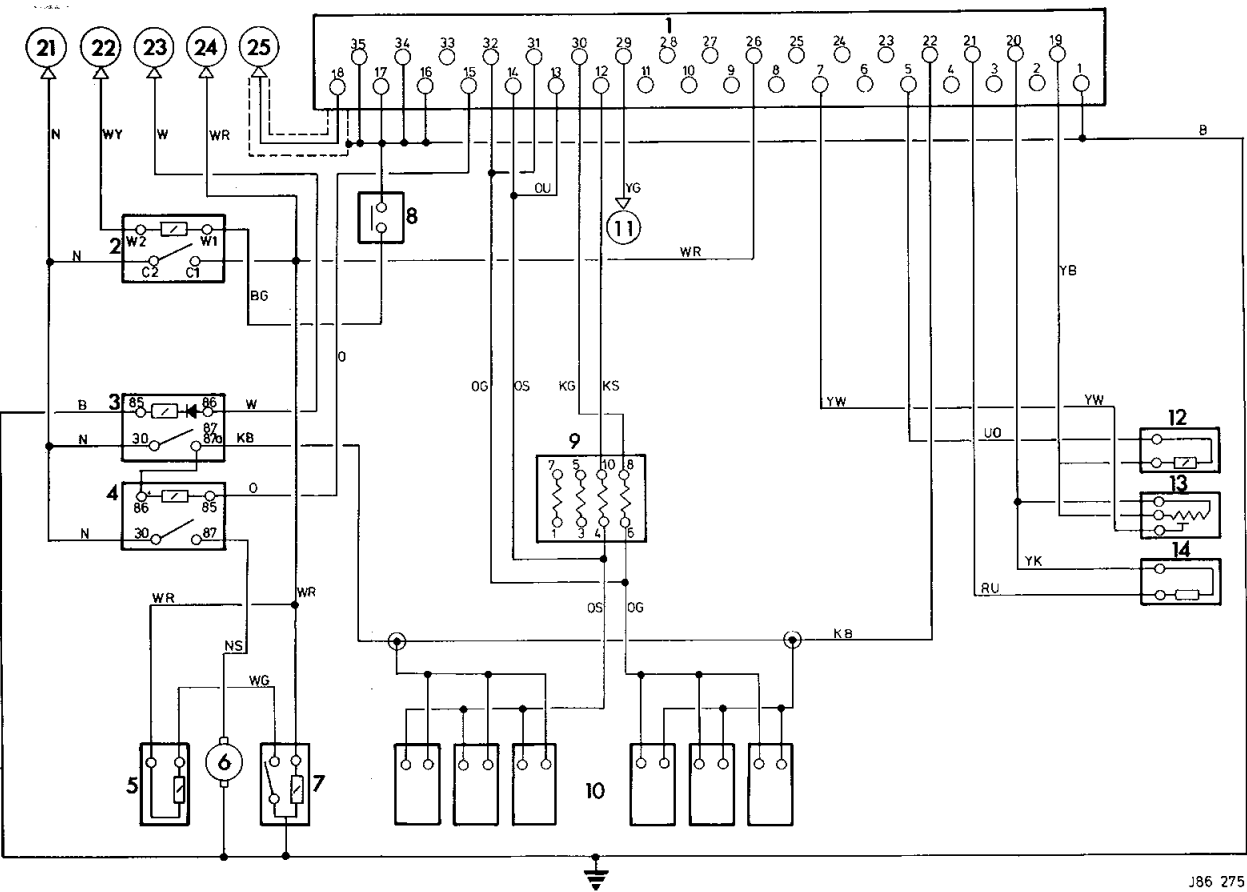 1
35 34 33 32 31 30 29 28 27 26 25 24 23 22 21 20 19
18 17 16 15 14 13 12 11 10 9 8 7 6 5 4 3 2 1
21 22 23 24 25
N WY W WR
B
OU
YG
8
11
2 W2 W1
N C2 C1
WR
BG
YB
O
OG OS KG KS
B 3 85 86 W
YW YW
12
N 30 87 87a KB
UO
9
7 5 10 8
4 86 85 O
13
1 3 4 6
N 30 87
14
YK
RU
WR WR
OS OG
KB
NS
WG
5 6 7
10
J86 275